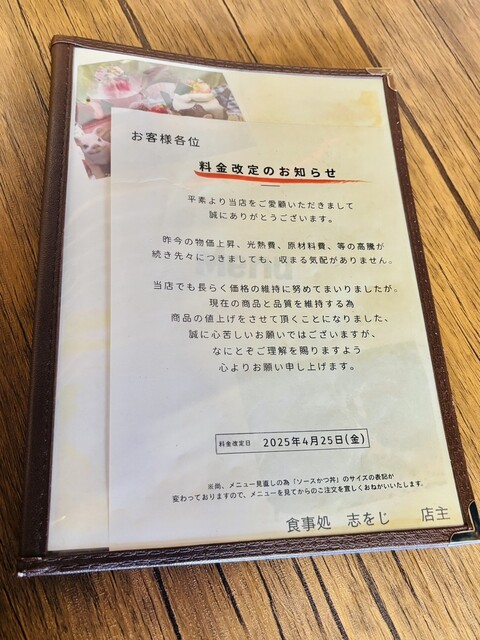 お客様各位
料金改定のお知らせ
平素より当店をご愛顧いただきまして
誠にありがとうございます。
昨今の物価上昇、光熱費、原材料費、等の高騰が
続き先々につきましても、収まる気配がありません。
Menu
当店でも長らく価格の維持に努めてまいりましたが。
現在の商品と品質を維持する為
商品の値上げをさせて頂くことになりました、
誠に心苦しいお願いではございますが、
なにとぞご理解を賜りますよう
心よりお願い申し上げます。
料金改定日 2025年4月25日(金)
※尚、メニュー見直しの為「ソースかつ丼」のサイズの表記が
変わっておりますので、メニューを見てからのご注文を宜しくおねがいいたします。
食事処 志をじ 店主